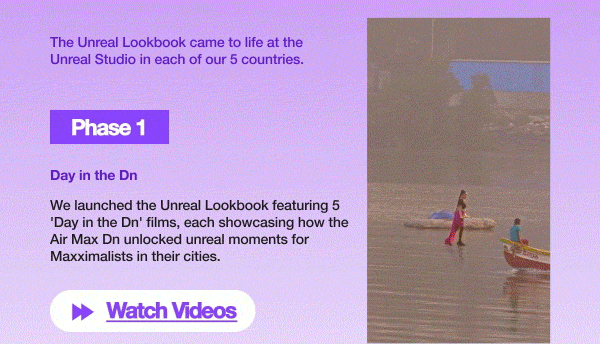 The Unreal Lookbook came to life at the
Unreal Studio in each of our 5 countries.
Phase 1
Day in the Dn
We launched the Unreal Lookbook featuring 5
'Day in the Dn' films, each showcasing how the
Air Max Dn unlocked unreal moments for
Maxximalists in their cities.
Watch Videos